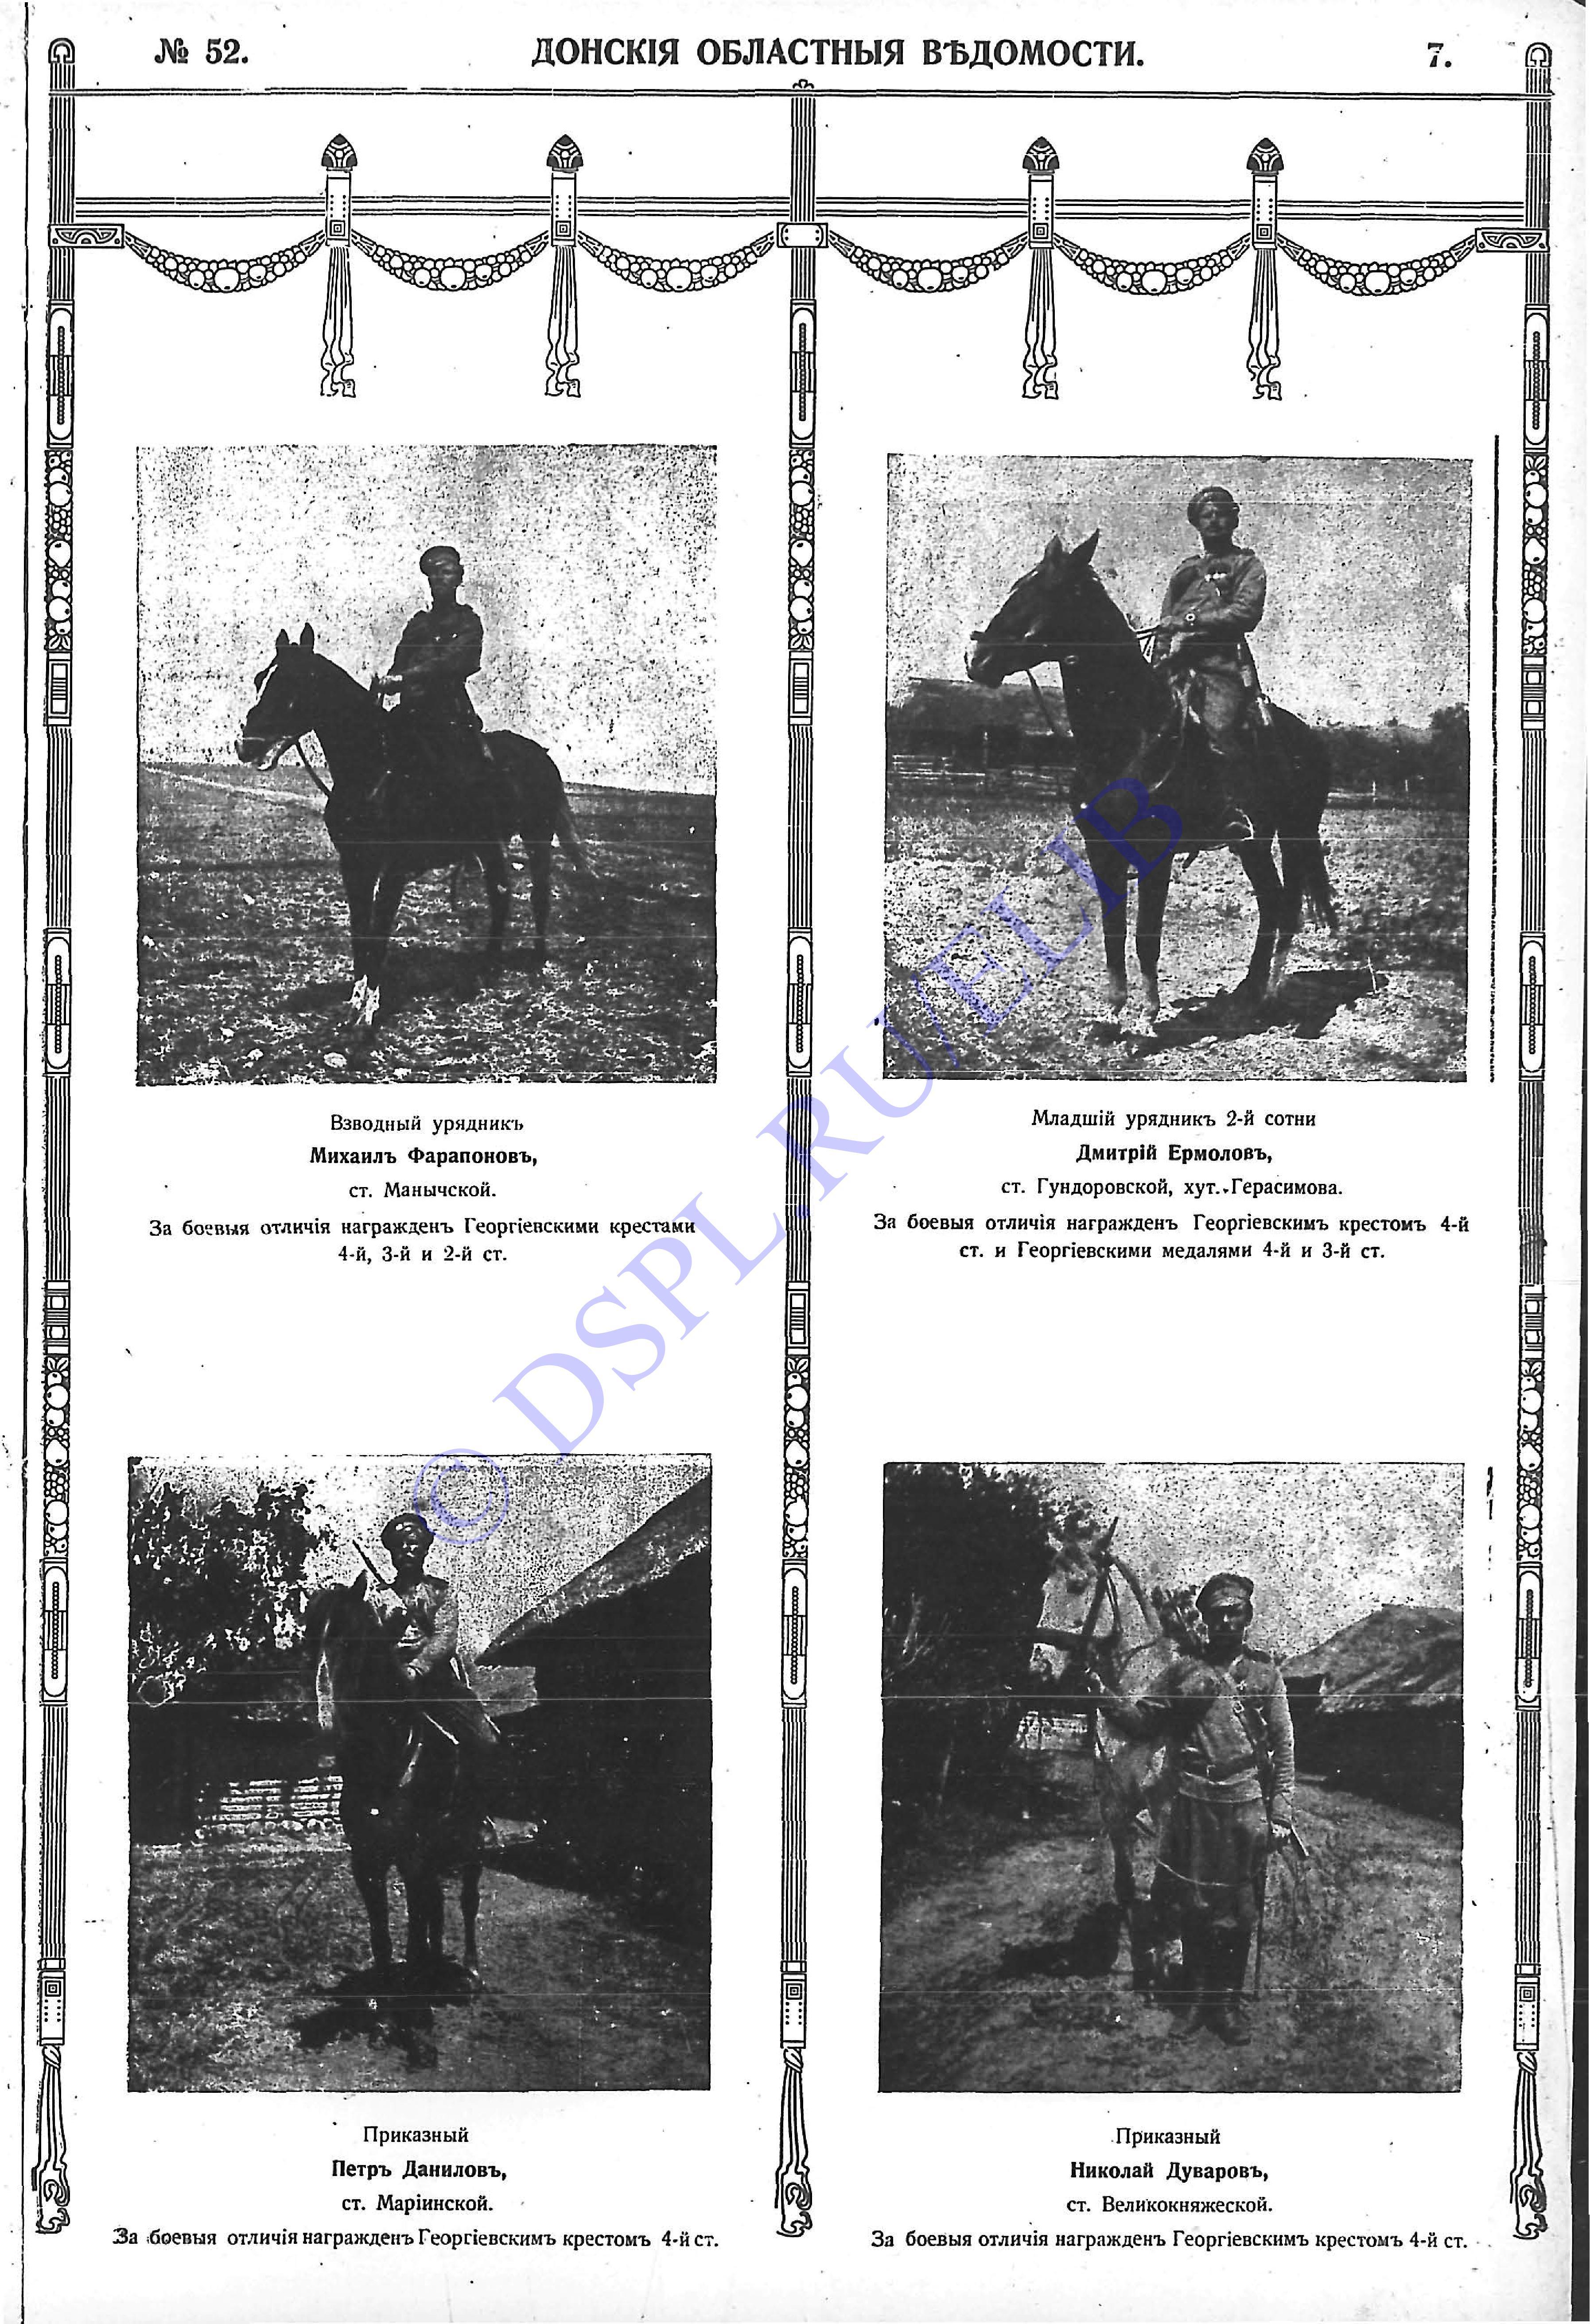 № 52.
ДОНСКІЯ ОБЛАСТНЫЯ ВѢДОМОСТИ.
7.
Взводный урядникъ
Михаилъ Фарапоновъ,
ст. Манычской.
За боевыя отличія награжденъ Георгіевскими крестами
4-й, 3-й и 2-й ст.
Младшій урядникъ 2-й сотни
Дмитрій Ермоловъ,
ст. Гундоровской, хут. Герасимова.
За боевыя отличія награжденъ Георгіевскимъ крестомъ 4-й
ст. и Георгіевскими медалями 4-й и 3-й ст.
Приказный
Петръ Даниловъ,
ст. Маріинской.
За боевыя отличія награжденъ Георгіевскимъ крестомъ 4-й ст.
Приказный
Николай Дуваровъ,
ст. Великокняжеской.
За боевыя отличія награжденъ Георгіевскимъ крестомъ 4-й ст.
© DSPL.RU/ELIB